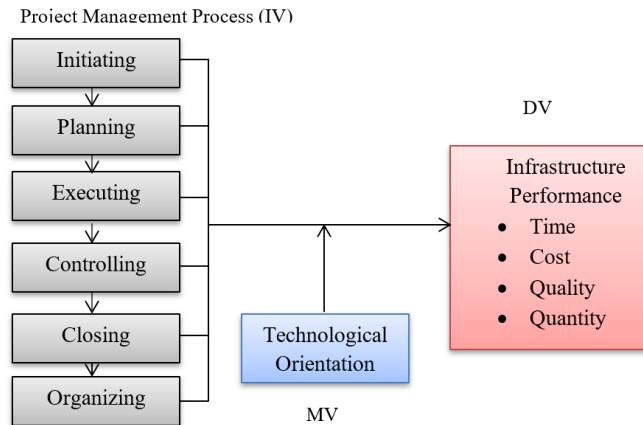 Project Management Process (IV)
Initiating
Planning
Executing
Controlling
Closing
Organizing
Technological
Orientation
MV
DV
Infrastructure
Performance
• Time
• Cost
• Quality
• Quantity